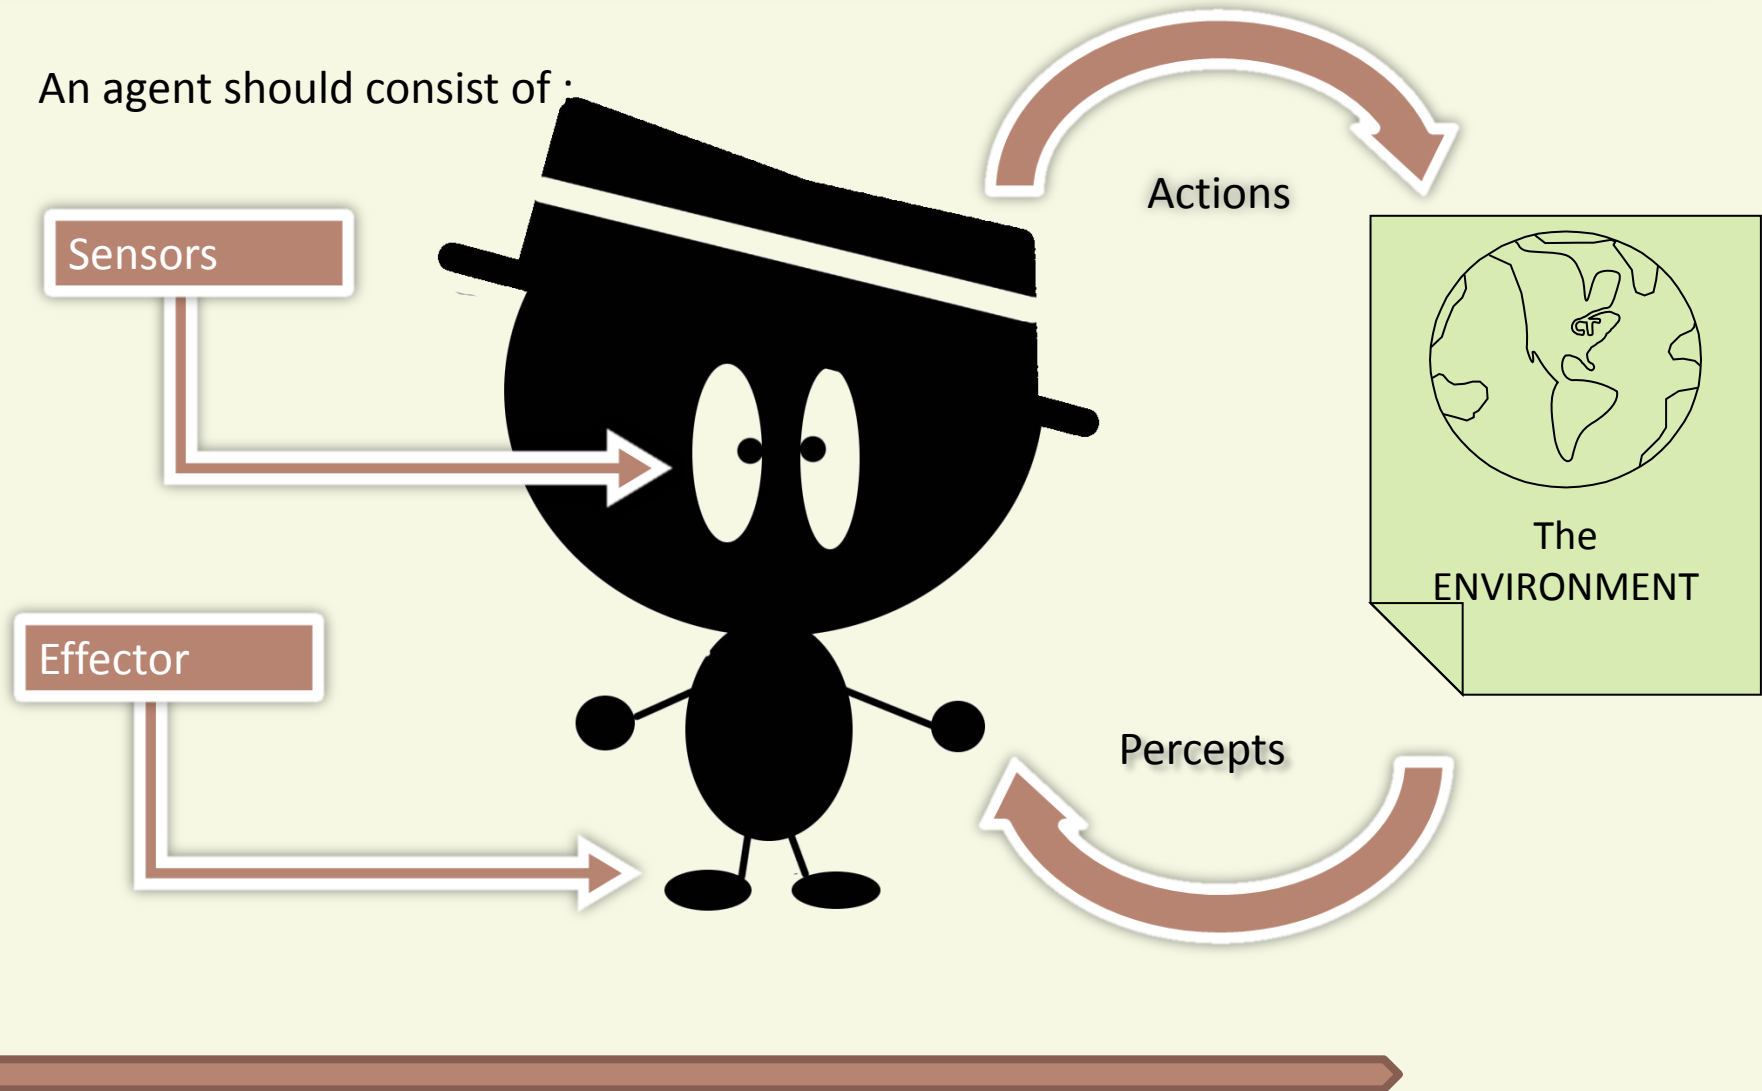 An agent should consist of :
Actions
Sensors
The
ENVIRONMENT
Effector
Percepts